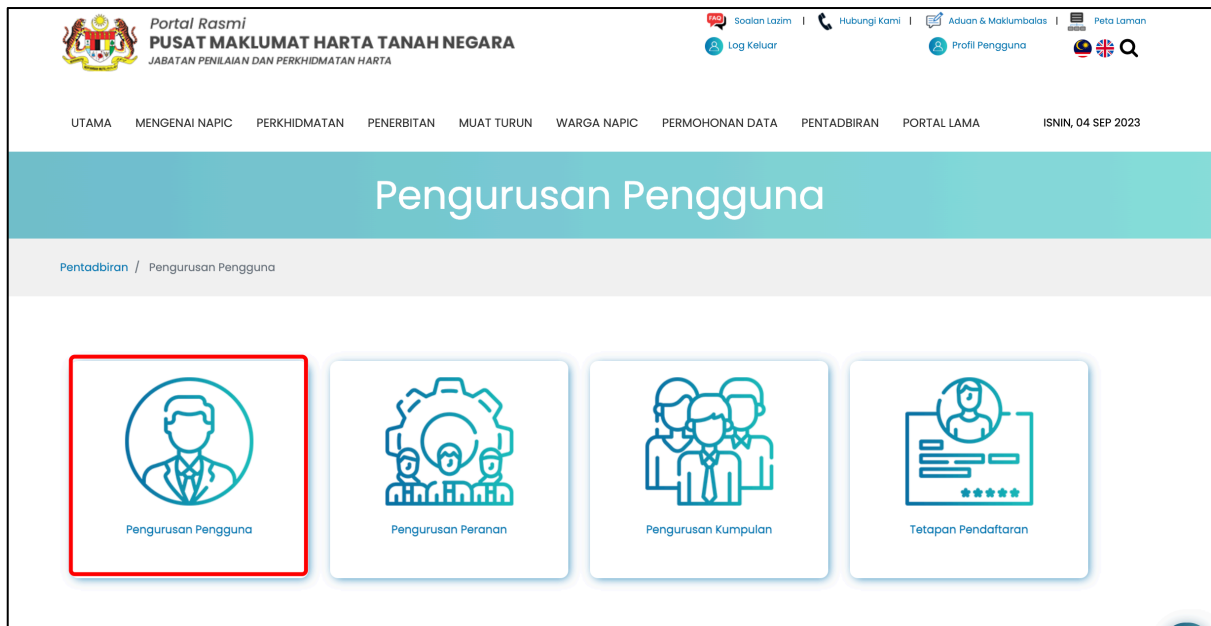 Portal Rasmi
PUSAT MAKLUMAT HARTA TANAH NEGARA
JABATAN PENILAIAN DAN PERKHIDMATAN HARTA
FAQ Soalan Lazim | Hubungi Kami | Aduan & Maklumbalas | Peta Laman
Log Keluar Profil Pengguna
UTAMA MENGENAI NAPIC PERKHIDMATAN PENERBITAN MUAT TURUN WARGA NAPIC PERMOHONAN DATA PENTADBIRAN PORTAL LAMA ISNIN, 04 SEP 2023
Pengurusan Pengguna
Pentadbiran / Pengurusan Pengguna
Pengurusan Pengguna Pengurusan Peranan Pengurusan Kumpulan Tetapan Pendaftaran